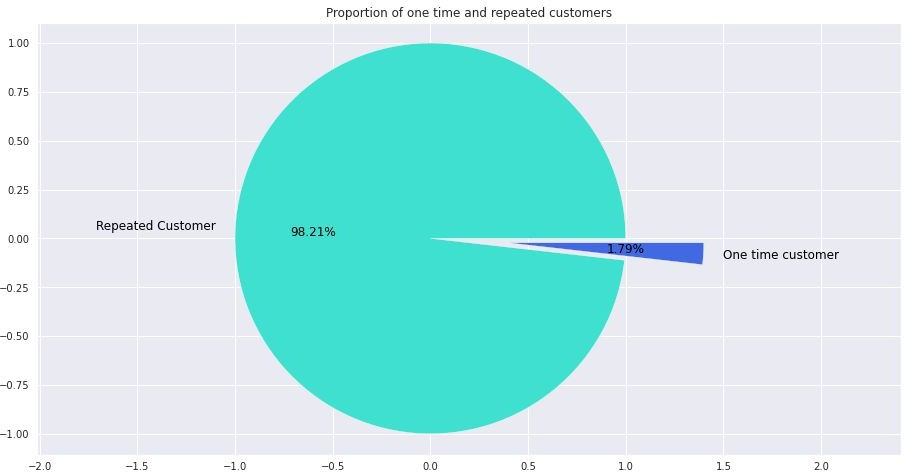 Proportion of one time and repeated customers
1.00
0.75
0.50
0.25
0.00
−0.25
−0.50
−0.75
−1.00
Repeated Customer
98.21%
1.79%
One time customer
−2.0 −1.5 −1.0 −0.5 0.0 0.5 1.0 1.5 2.0